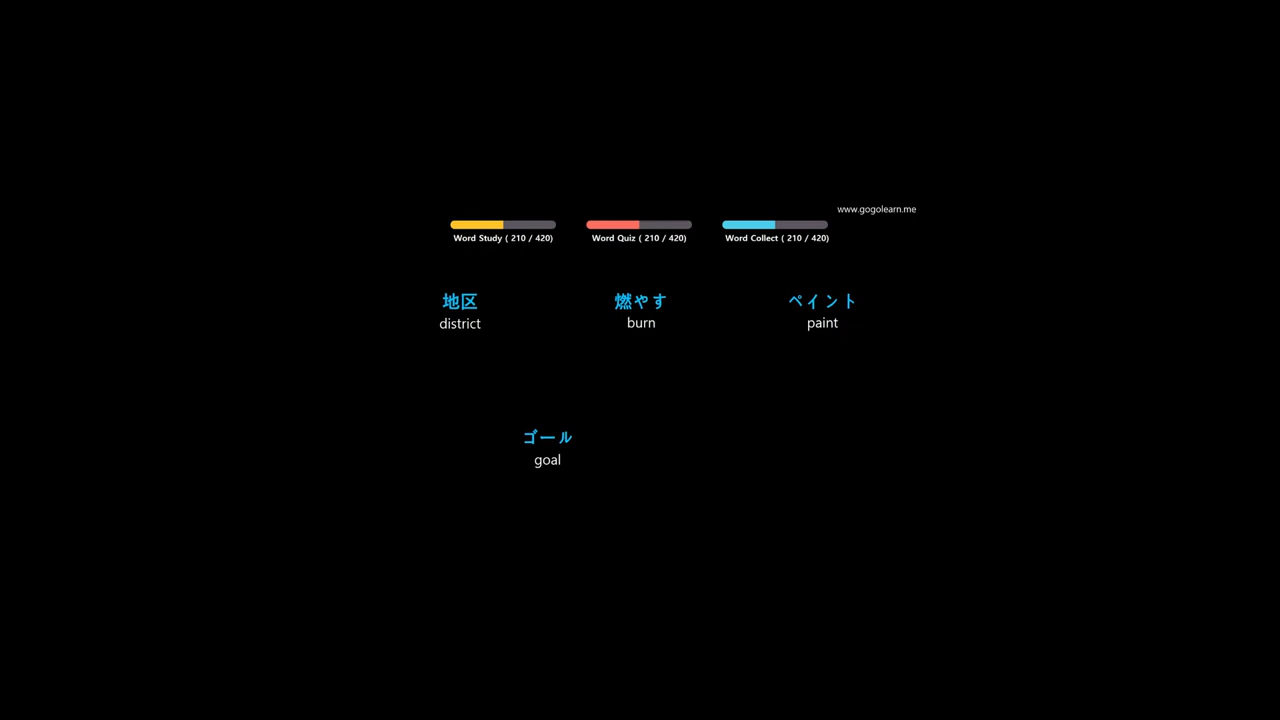 www.gogolearn.me
Word Study ( 210 / 420)
Word Quiz ( 210 / 420)
Word Collect ( 210 / 420)
地区
district
燃やす
burn
ペイント
paint
ゴール
goal